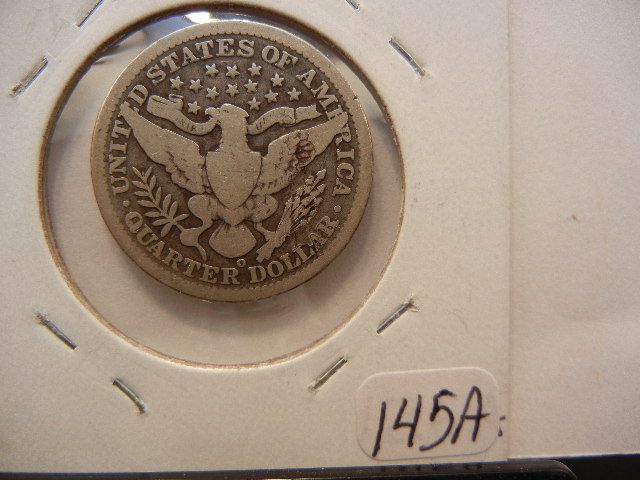 UNITED STATES OF AMERICA
O
· QUARTER DOLLAR ·
145A